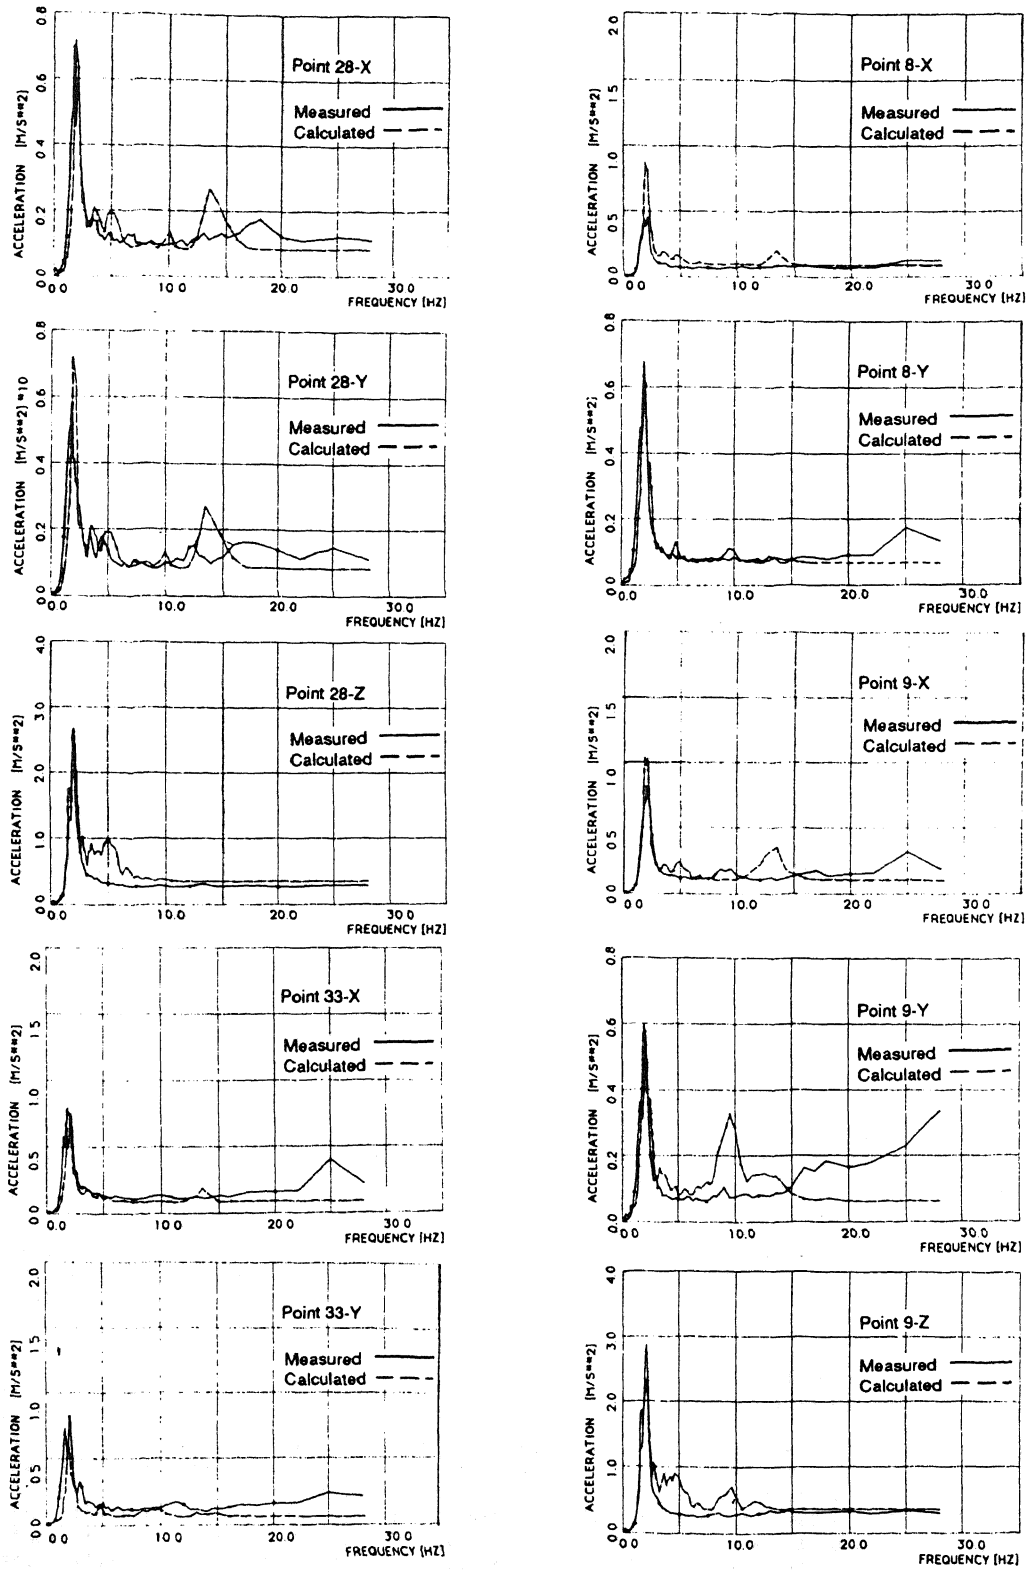 0.8
0.6
0.4
0.2
0.0
ACCELERATION [M/S**2]
Point 28-X
Measured
Calculated
0.0 10.0 20.0 30.0
FREQUENCY [HZ]
0.8
0.6
0.4
0.2
0.0
ACCELERATION [M/S**2] *10
Point 28-Y
Measured
Calculated
0.0 10.0 20.0 30.0
FREQUENCY [HZ]
4.0
3.0
2.0
1.0
0.0
ACCELERATION [M/S**2]
Point 28-Z
Measured
Calculated
0.0 10.0 20.0 30.0
FREQUENCY [HZ]
2.0
1.5
1.0
0.5
0.0
ACCELERATION [M/S**2]
Point 33-X
Measured
Calculated
0.0 10.0 20.0 30.0
FREQUENCY [HZ]
2.0
1.5
1.0
0.5
0.0
ACCELERATION [M/S**2]
Point 33-Y
Measured
Calculated
0.0 10.0 20.0 30.0
FREQUENCY [HZ]
2.0
1.5
1.0
0.5
0.0
ACCELERATION [M/S**2]
Point 8-X
Measured
Calculated
0.0 10.0 20.0 30.0
FREQUENCY [HZ]
0.8
0.6
0.4
0.2
0.0
ACCELERATION [M/S**2]
Point 8-Y
Measured
Calculated
0.0 10.0 20.0 30.0
FREQUENCY [HZ]
2.0
1.5
1.0
0.5
0.0
ACCELERATION [M/S**2]
Point 9-X
Measured
Calculated
0.0 10.0 20.0 30.0
FREQUENCY [HZ]
0.8
0.6
0.4
0.2
0.0
ACCELERATION [M/S**2]
Point 9-Y
Measured
Calculated
0.0 10.0 20.0 30.0
FREQUENCY [HZ]
4.0
3.0
2.0
1.0
0.0
ACCELERATION [M/S**2]
Point 9-Z
Measured
Calculated
0.0 10.0 20.0 30.0
FREQUENCY [HZ]